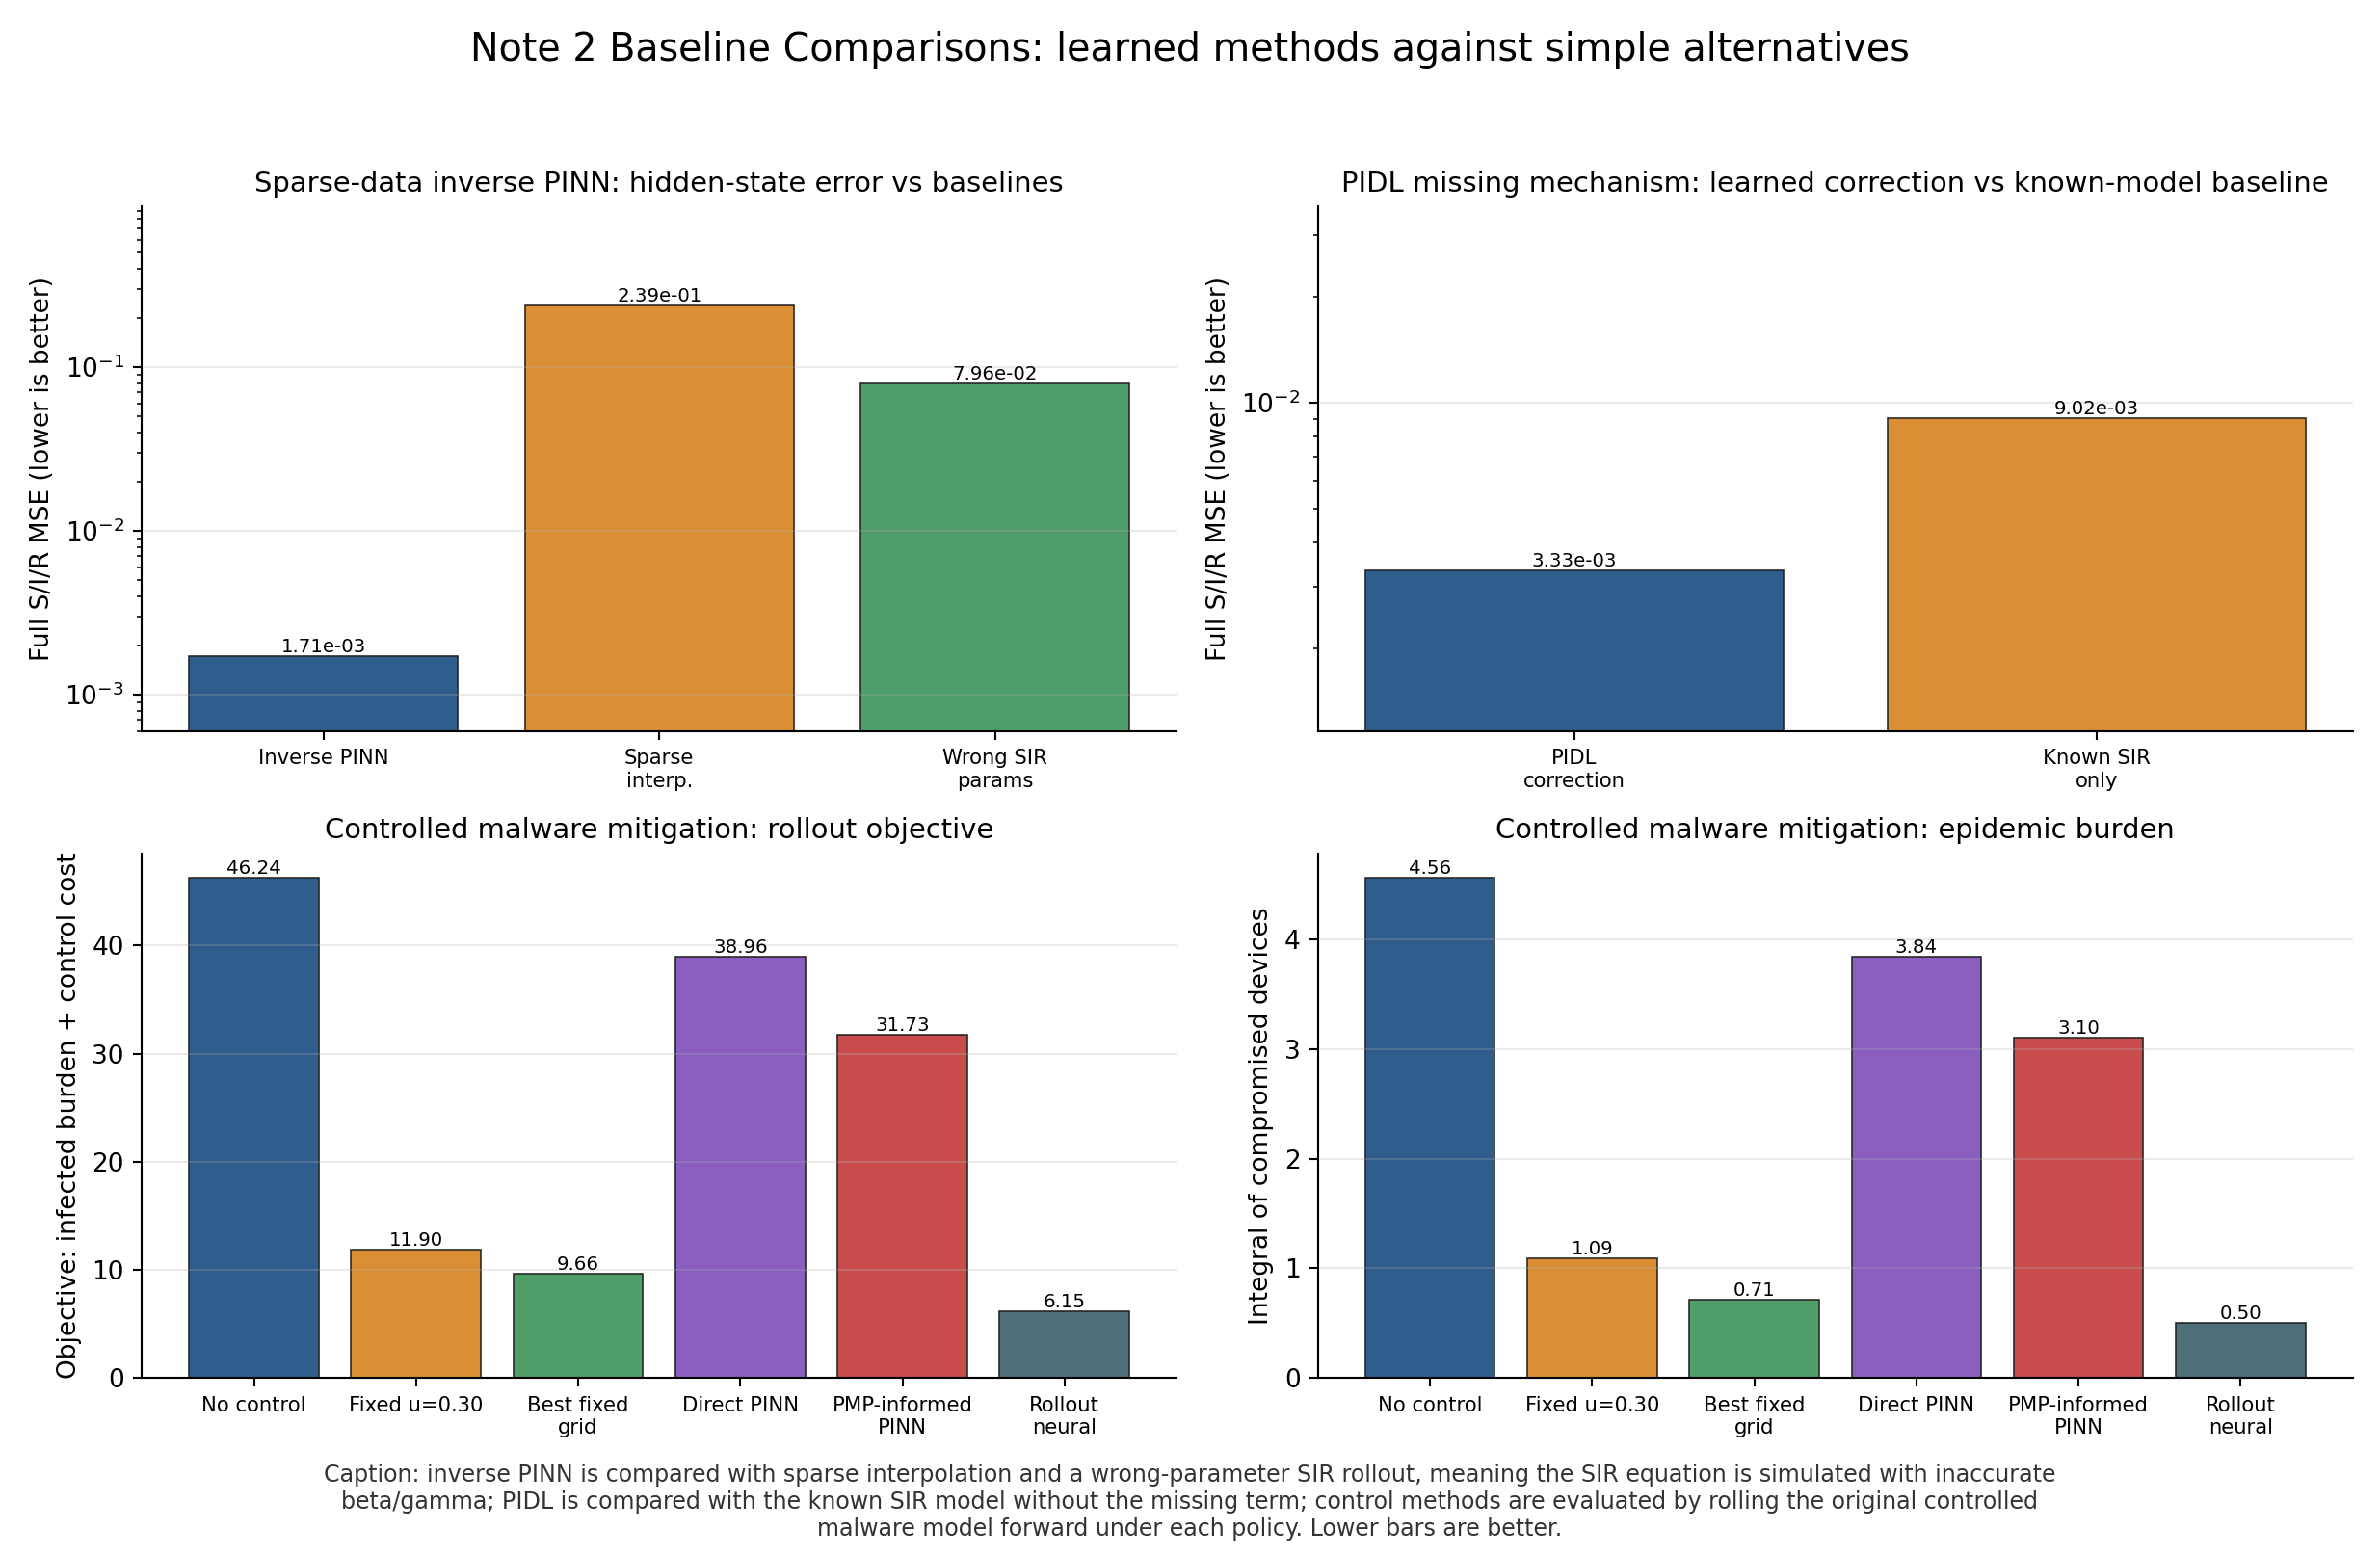 Note 2 Baseline Comparisons: learned methods against simple alternatives
Sparse-data inverse PINN: hidden-state error vs baselines
Full S/I/R MSE (lower is better)
10⁻¹
10⁻²
10⁻³
1.71e-03
2.39e-01
7.96e-02
Inverse PINN
Sparse
interp.
Wrong SIR
params
PIDL missing mechanism: learned correction vs known-model baseline
Full S/I/R MSE (lower is better)
10⁻²
3.33e-03
9.02e-03
PIDL
correction
Known SIR
only
Controlled malware mitigation: rollout objective
Objective: infected burden + control cost
40
30
20
10
0
46.24
11.90
9.66
38.96
31.73
6.15
No control
Fixed u=0.30
Best fixed
grid
Direct PINN
PMP-informed
PINN
Rollout
neural
Controlled malware mitigation: epidemic burden
Integral of compromised devices
4
3
2
1
0
4.56
1.09
0.71
3.84
3.10
0.50
No control
Fixed u=0.30
Best fixed
grid
Direct PINN
PMP-informed
PINN
Rollout
neural
Caption: inverse PINN is compared with sparse interpolation and a wrong-parameter SIR rollout, meaning the SIR equation is simulated with inaccurate
beta/gamma; PIDL is compared with the known SIR model without the missing term; control methods are evaluated by rolling the original controlled
malware model forward under each policy. Lower bars are better.